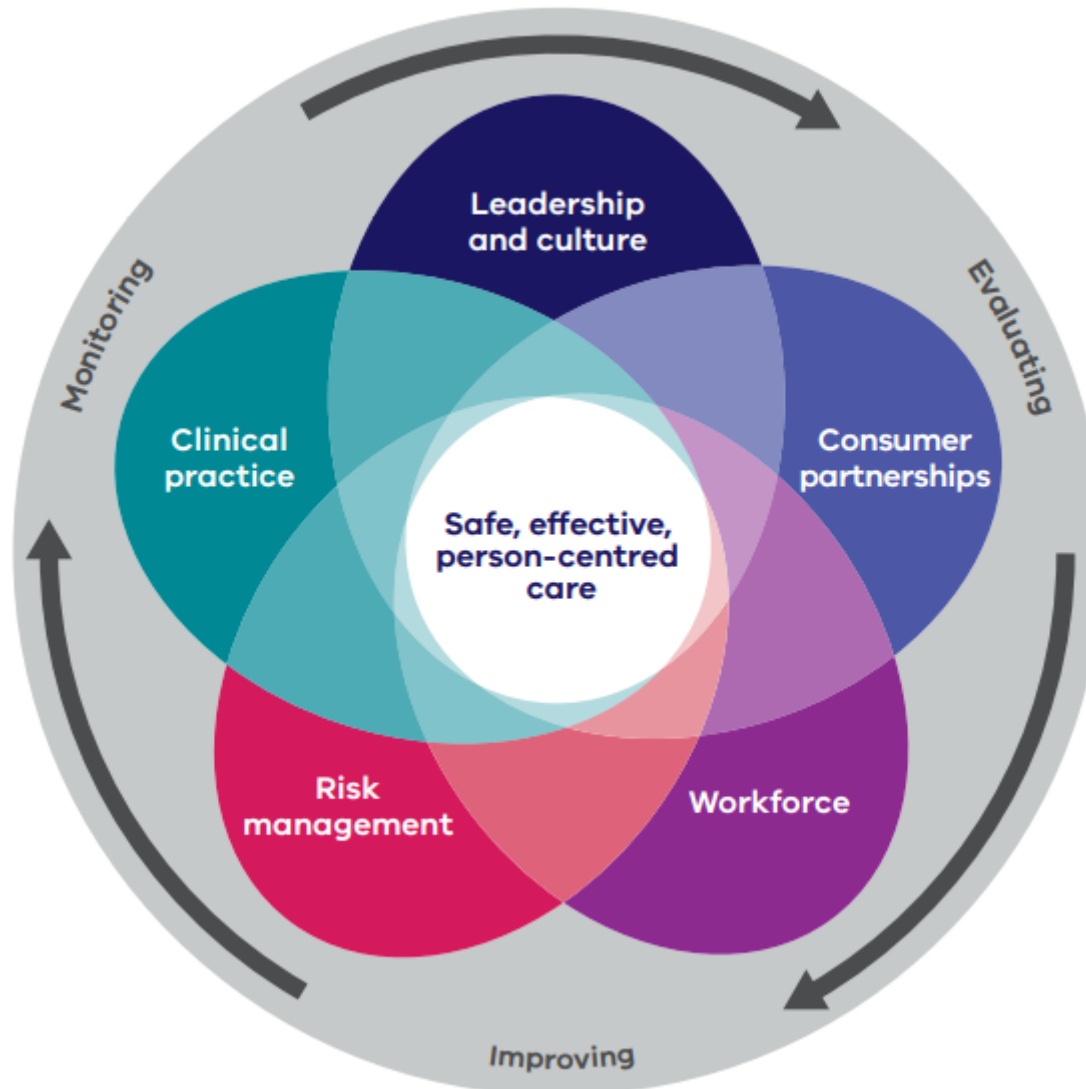 Leadership
and culture
Monitoring
Evaluating
Clinical
practice
Consumer
partnerships
Safe, effective,
person-centred
care
Risk
management
Workforce
Improving